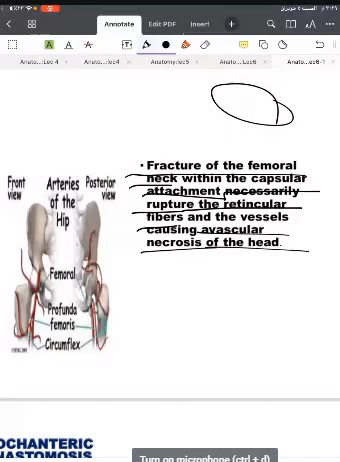 Annotate
Edit PDF
Insert
Anato...:Lec 4
Anato...:lec4
Anatomy:lec5
Anato...Lec6
Anato...ec6-1
• Fracture of the femoral
neck within the capsular
attachment necessarily
rupture the retincular
fibers and the vessels
causing avascular
necrosis of the head.
Front view
Arteries of the Hip
Posterior view
Femoral
Profunda
femoris
Circumflex
OCHANTERIC
NASTOMOSIS
Turn on microphone (ctrl + d)